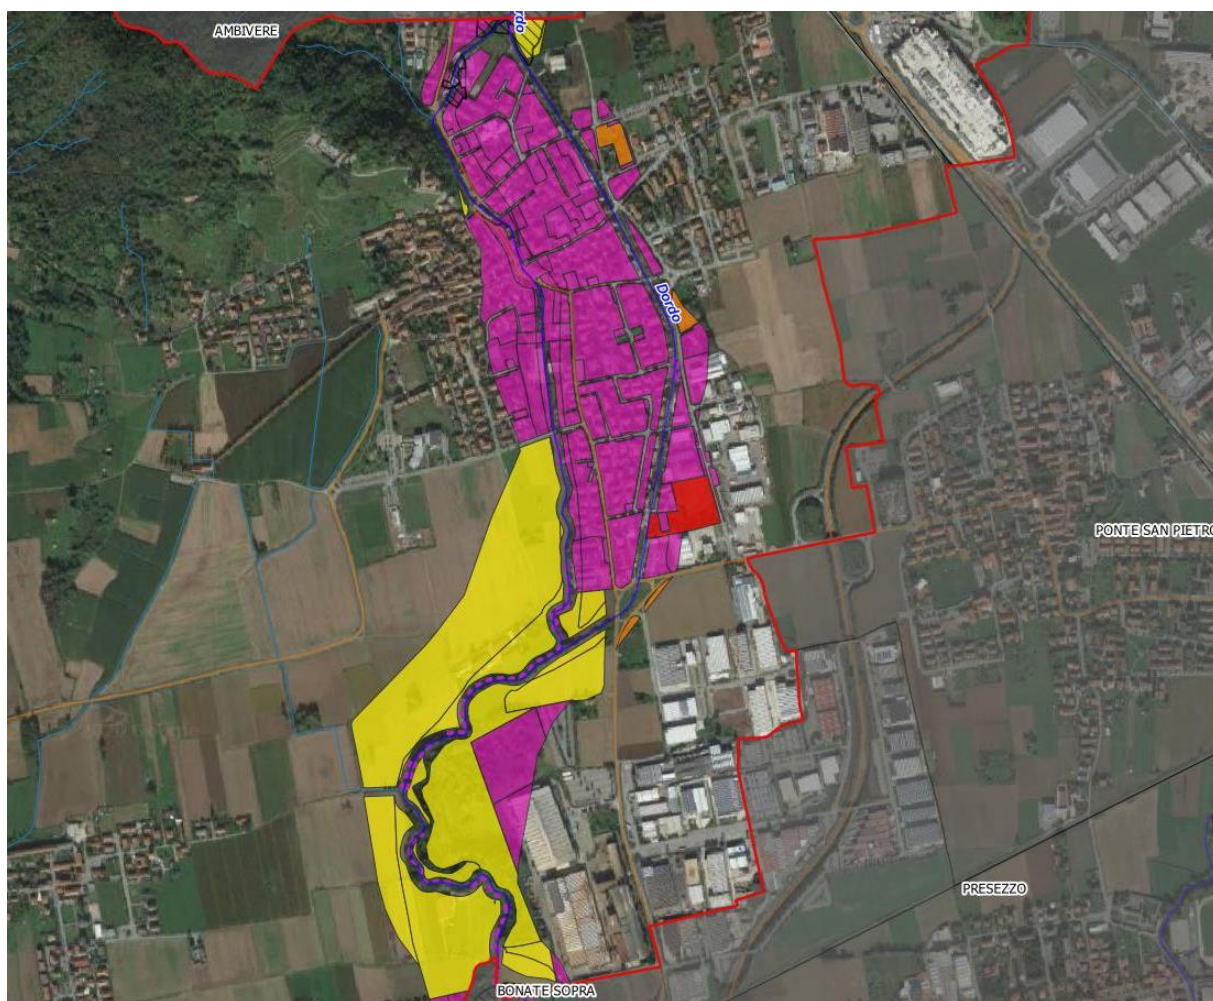 AMBIVERE
Dordo
Dordo
PONTE SAN PIETRO
PRESEZZO
BONATE SOPRA